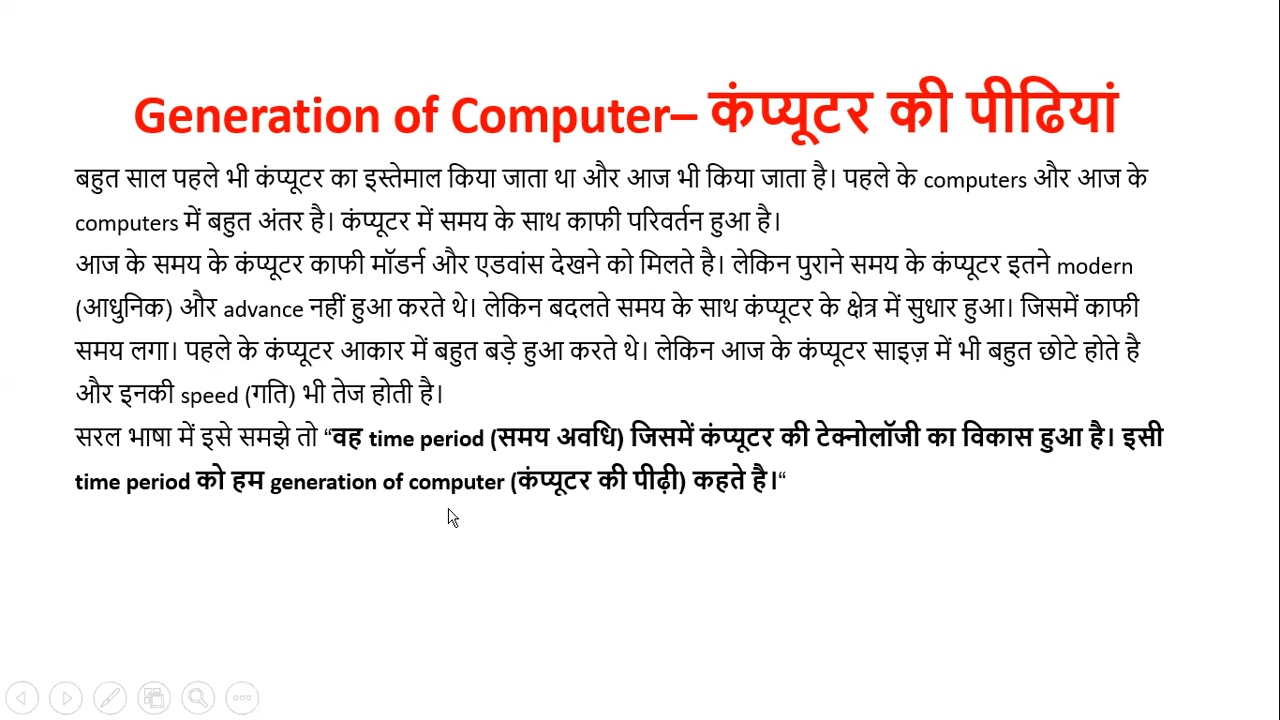 Generation of Computer– कंप्यूटर की पीढियां
बहुत साल पहले भी कंप्यूटर का इस्तेमाल किया जाता था और आज भी किया जाता है। पहले के computers और आज के
computers में बहुत अंतर है। कंप्यूटर में समय के साथ काफी परिवर्तन हुआ है।
आज के समय के कंप्यूटर काफी मॉडर्न और एडवांस देखने को मिलते है। लेकिन पुराने समय के कंप्यूटर इतने modern
(आधुनिक) और advance नहीं हुआ करते थे। लेकिन बदलते समय के साथ कंप्यूटर के क्षेत्र में सुधार हुआ। जिसमें काफी
समय लगा। पहले के कंप्यूटर आकार में बहुत बड़े हुआ करते थे। लेकिन आज के कंप्यूटर साइज़ में भी बहुत छोटे होते है
और इनकी speed (गति) भी तेज होती है।
सरल भाषा में इसे समझे तो “वह time period (समय अवधि) जिसमें कंप्यूटर की टेक्नोलॉजी का विकास हुआ है। इसी
time period को हम generation of computer (कंप्यूटर की पीढ़ी) कहते है।“